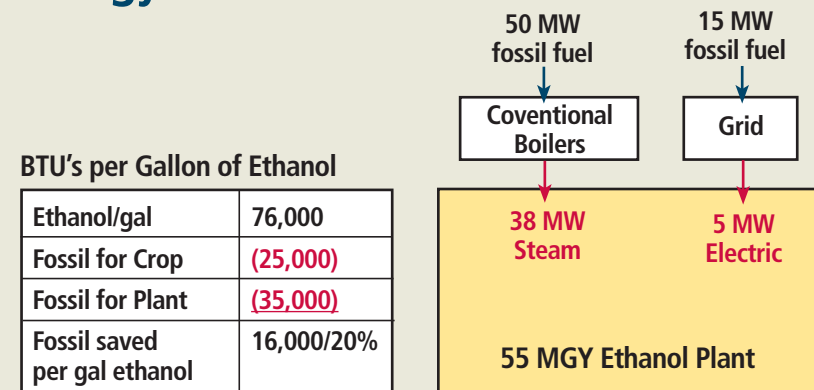 50 MW
fossil fuel
15 MW
fossil fuel
Coventional
Boilers
Grid
BTU's per Gallon of Ethanol
Ethanol/gal 76,000
Fossil for Crop (25,000)
Fossil for Plant (35,000)
Fossil saved 16,000/20%
per gal ethanol
38 MW
Steam
5 MW
Electric
55 MGY Ethanol Plant